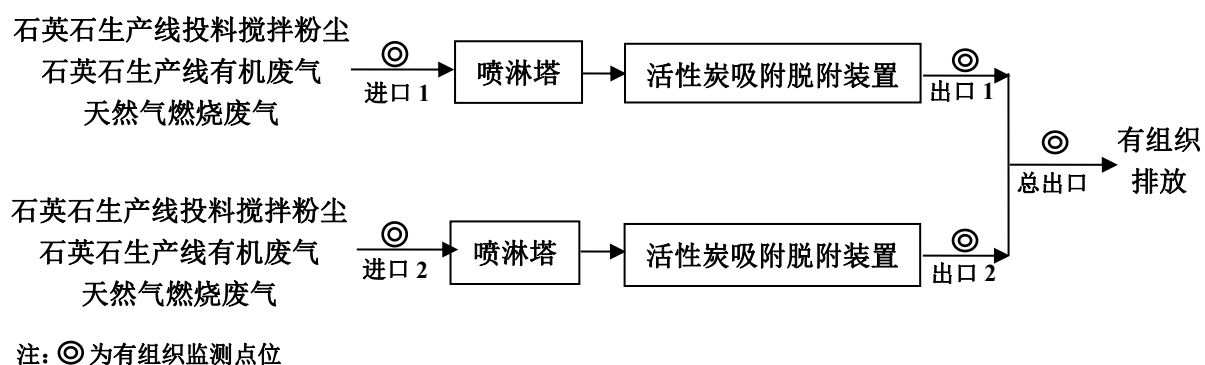 石英石生产线投料搅拌粉尘
石英石生产线有机废气
天然气燃烧废气
进口 1
喷淋塔
活性炭吸附脱附装置
出口 1
石英石生产线投料搅拌粉尘
石英石生产线有机废气
天然气燃烧废气
进口 2
喷淋塔
活性炭吸附脱附装置
出口 2
总出口
有组织
排放
注：◎为有组织监测点位